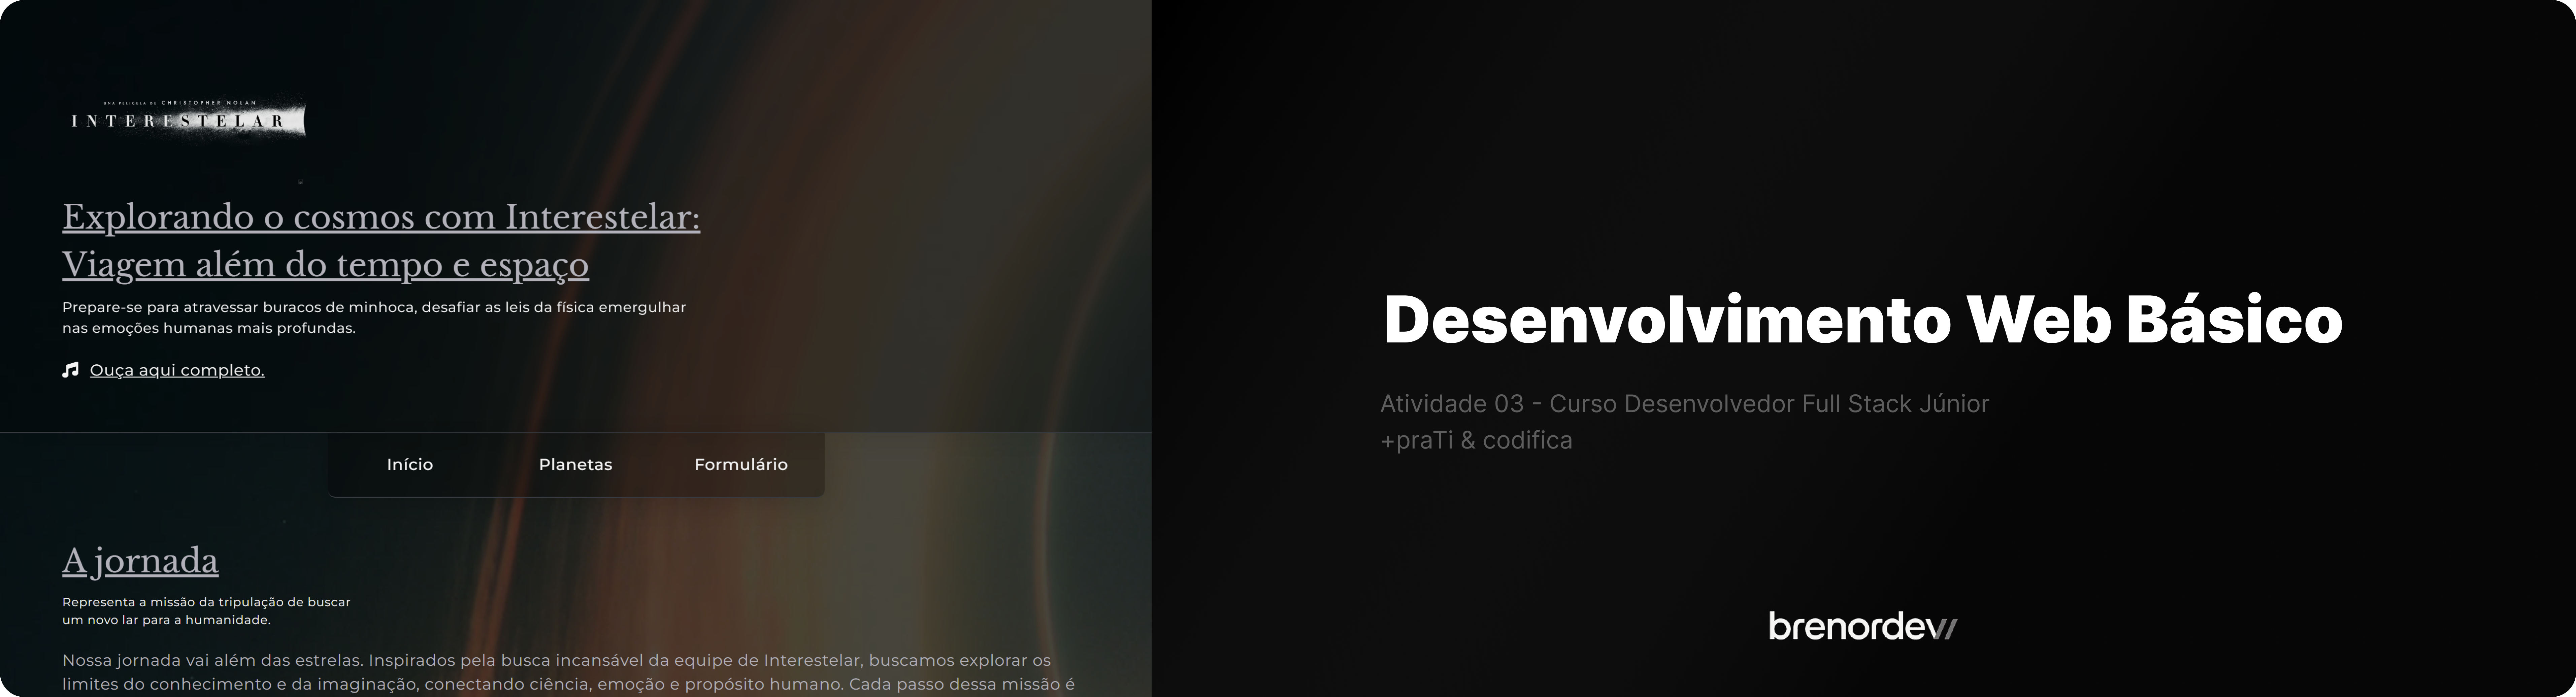 UNA PELICULA DE CHRISTOPHER NOLAN
INTERESTELAR
Explorando o cosmos com Interestelar:
Viagem além do tempo e espaço
Prepare-se para atravessar buracos de minhoca, desafiar as leis da física emergulhar
nas emoções humanas mais profundas.
Ouça aqui completo.
Início Planetas Formulário
A jornada
Representa a missão da tripulação de buscar
um novo lar para a humanidade.
Nossa jornada vai além das estrelas. Inspirados pela busca incansável da equipe de Interestelar, buscamos explorar os
limites do conhecimento e da imaginação, conectando ciência, emoção e propósito humano. Cada passo dessa missão é
Desenvolvimento Web Básico
Atividade 03 - Curso Desenvolvedor Full Stack Júnior
+praTi & codifica
brenordev//